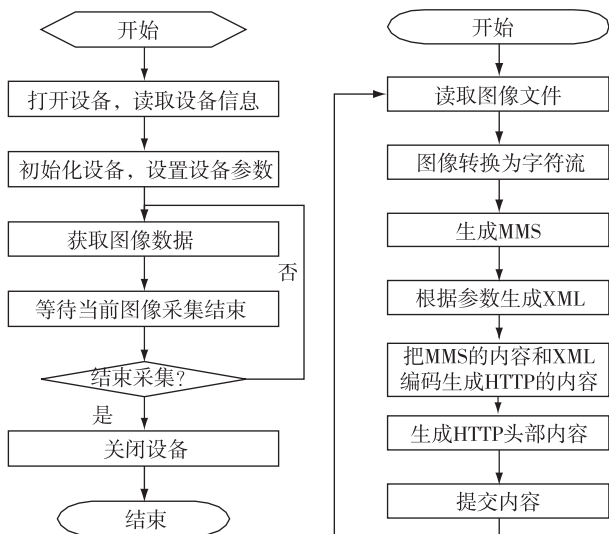 开始
打开设备，读取设备信息
初始化设备，设置设备参数
获取图像数据
否
等待当前图像采集结束
结束采集？
是
关闭设备
结束
开始
读取图像文件
图像转换为字符流
生成MMS
根据参数生成XML
把MMS的内容和XML
编码生成HTTP的内容
生成HTTP头部内容
提交内容